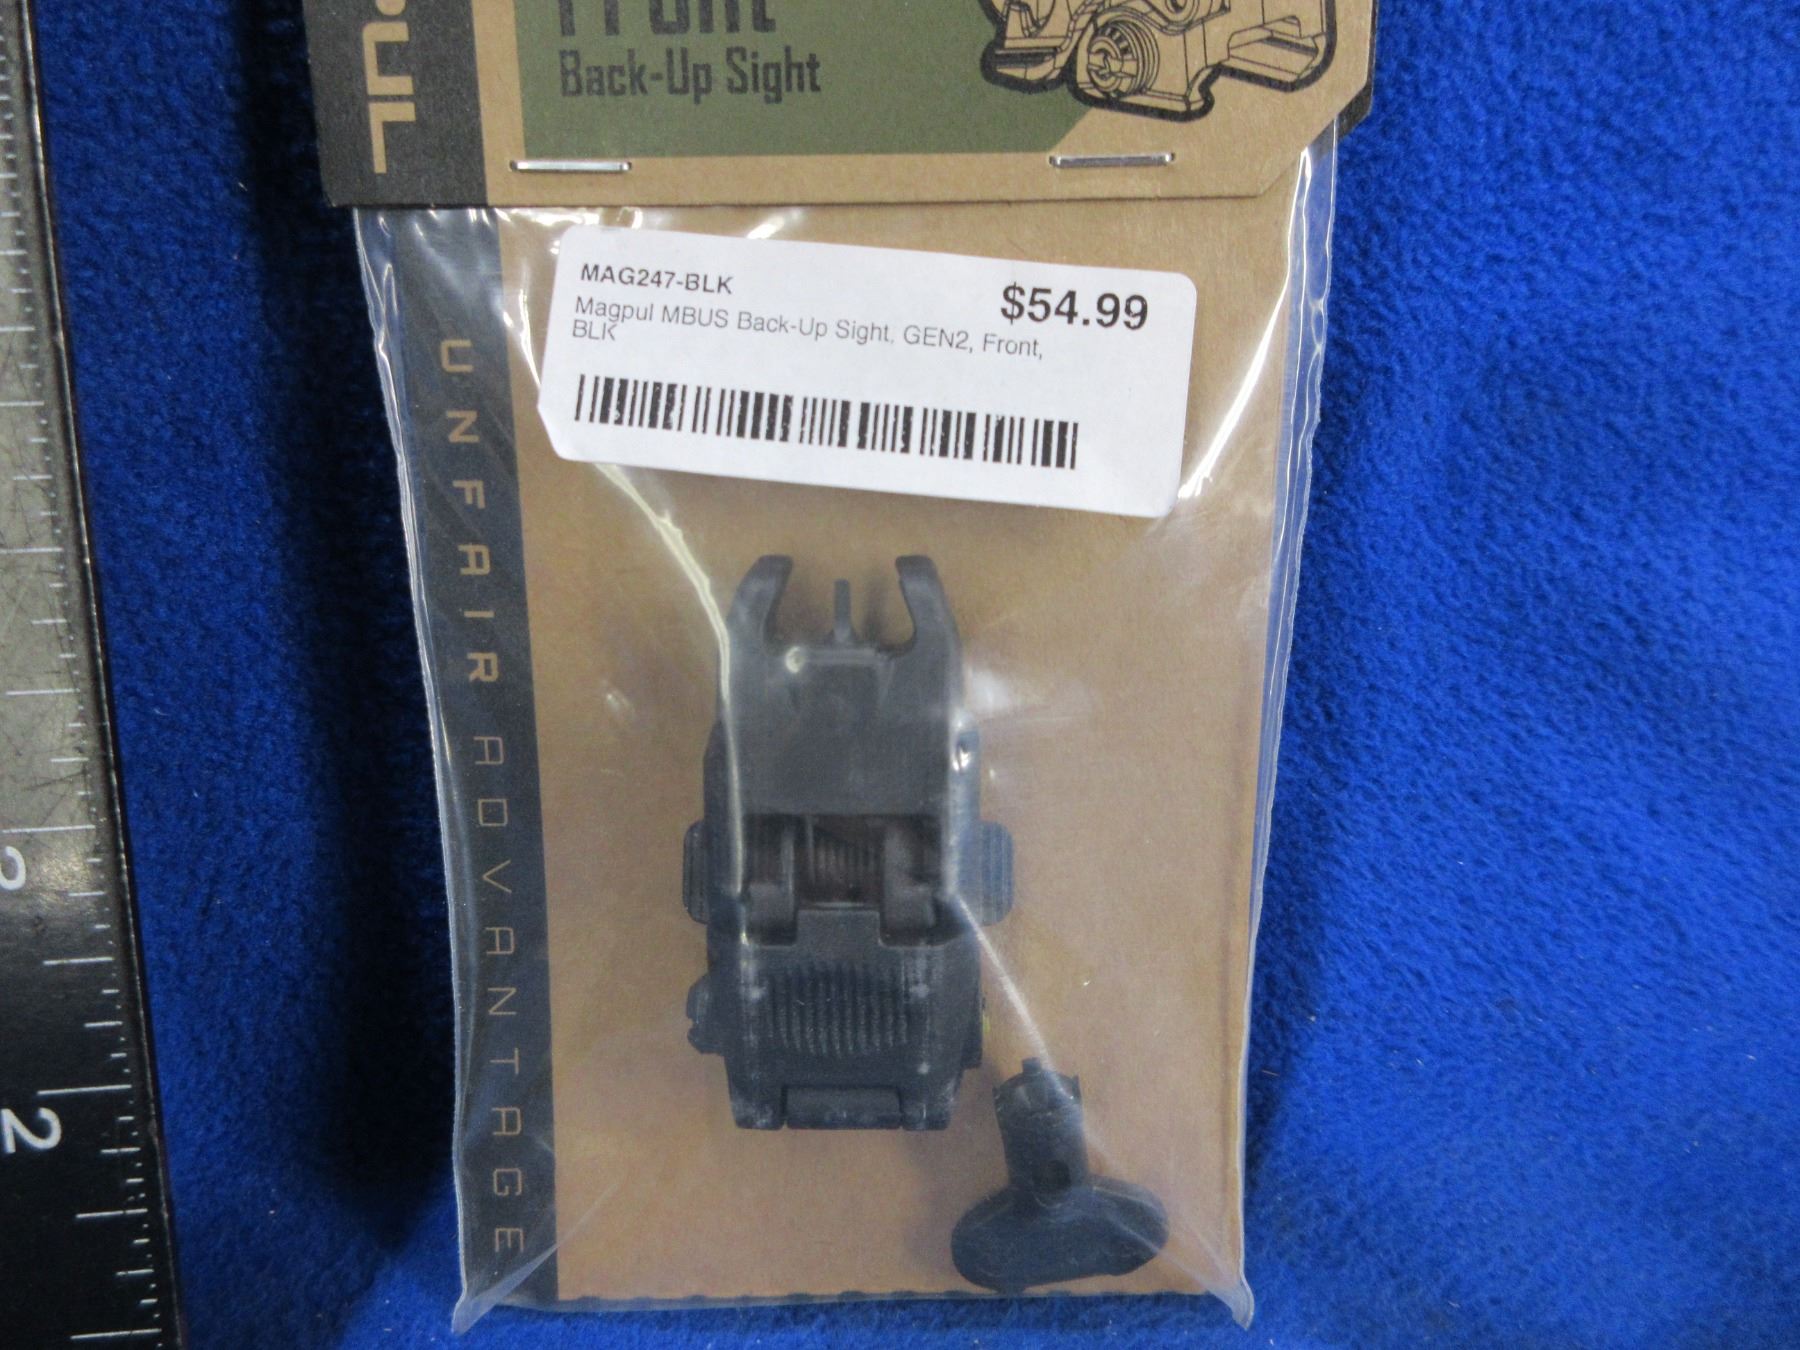 Front
Back-Up Sight
MAG247-BLK
$54.99
Magpul MBUS Back-Up Sight, GEN2, Front,
BLK
UNFAIR ADVANTAGE
2
2